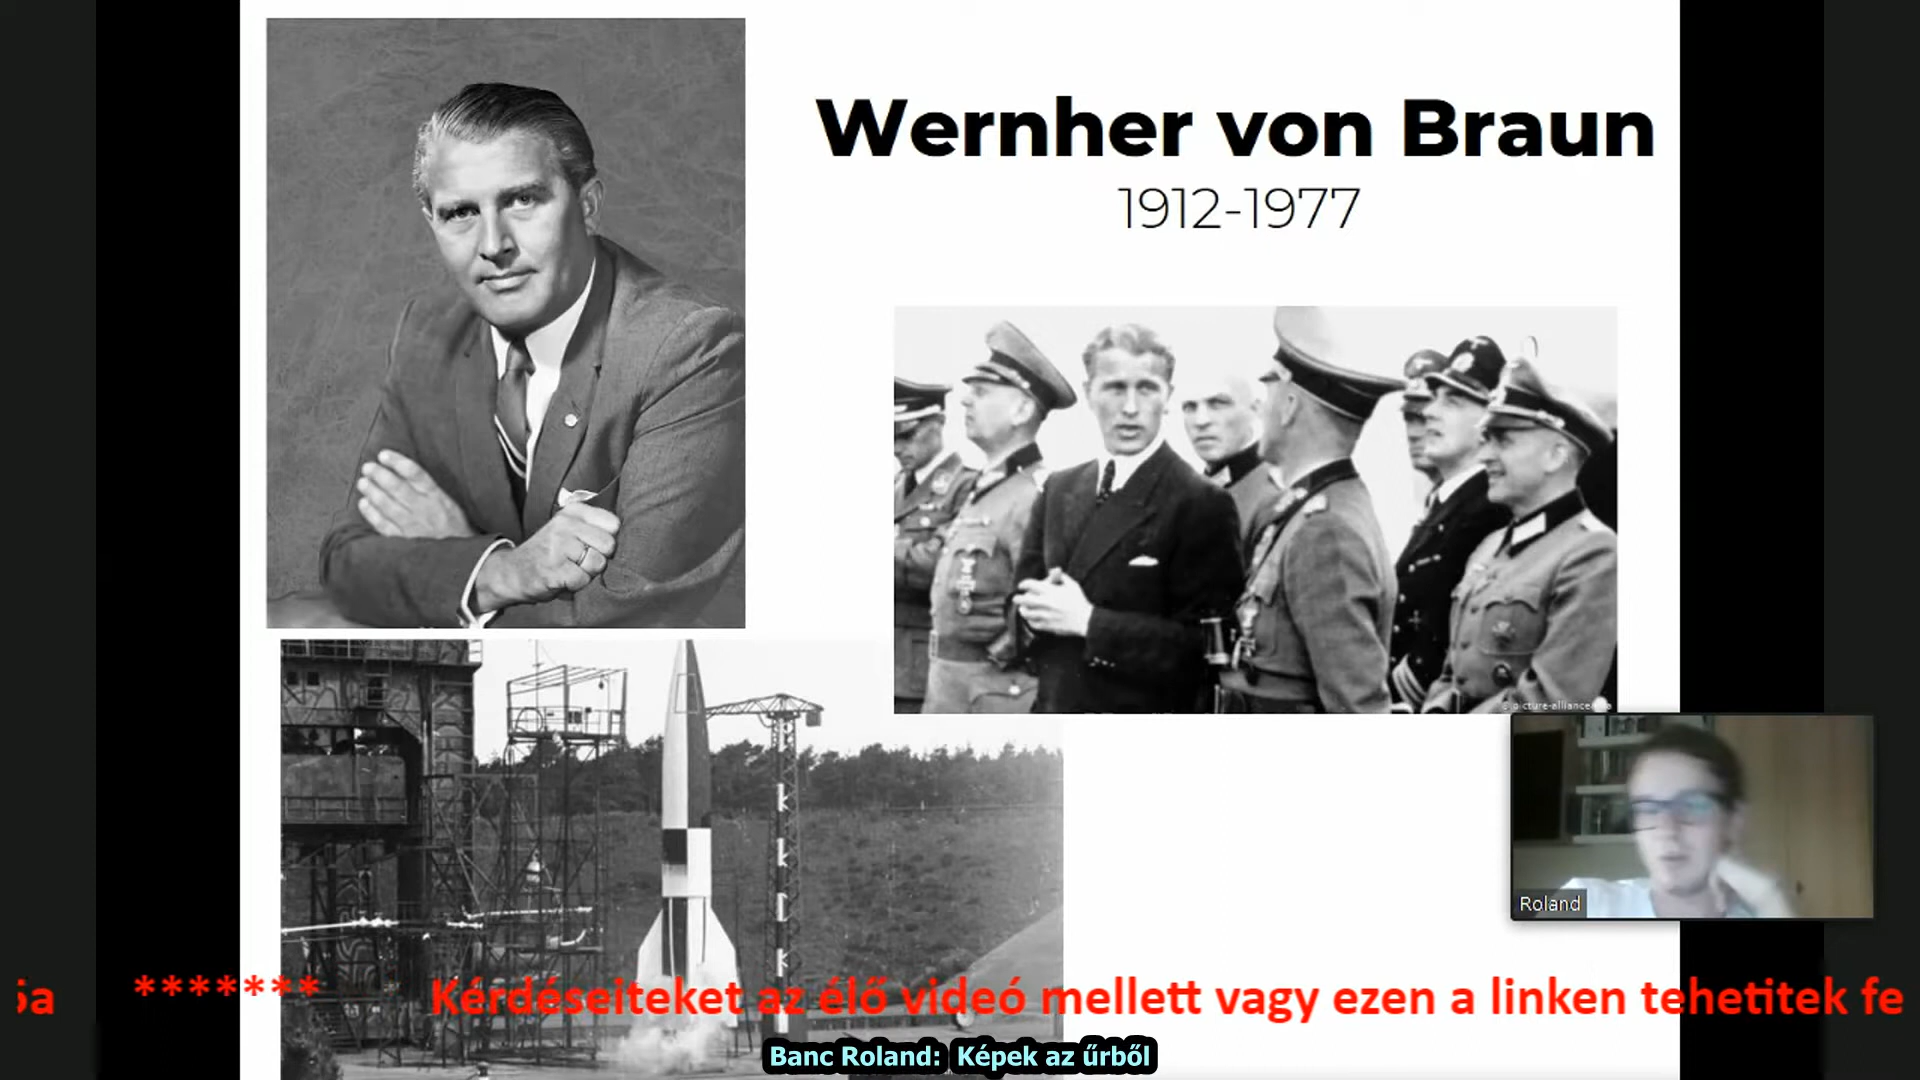 Wernher von Braun
1912-1977
Roland
******* Kérdéseiteket az élő videó mellett vagy ezen a linken tehetitek fe
Banc Roland: Képek az űrből